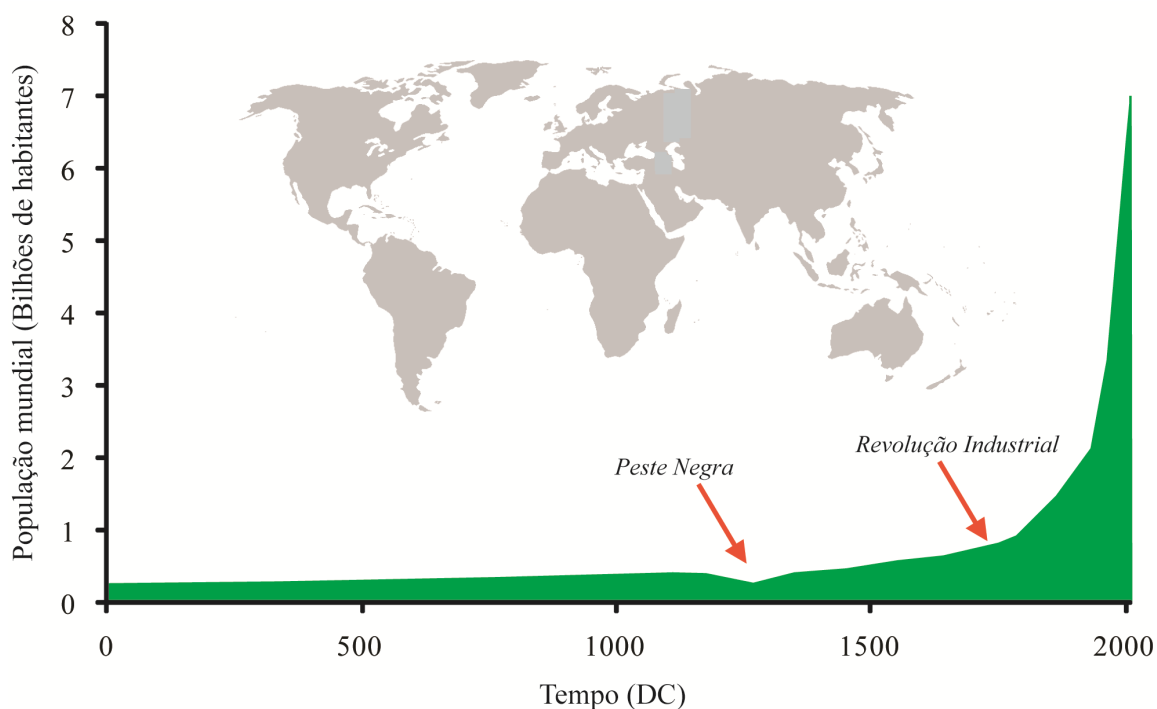 População mundial (Bilhões de habitantes)
8
7
6
5
4
3
2
1
0
Peste Negra
Revolução Industrial
0 500 1000 1500 2000
Tempo (DC)